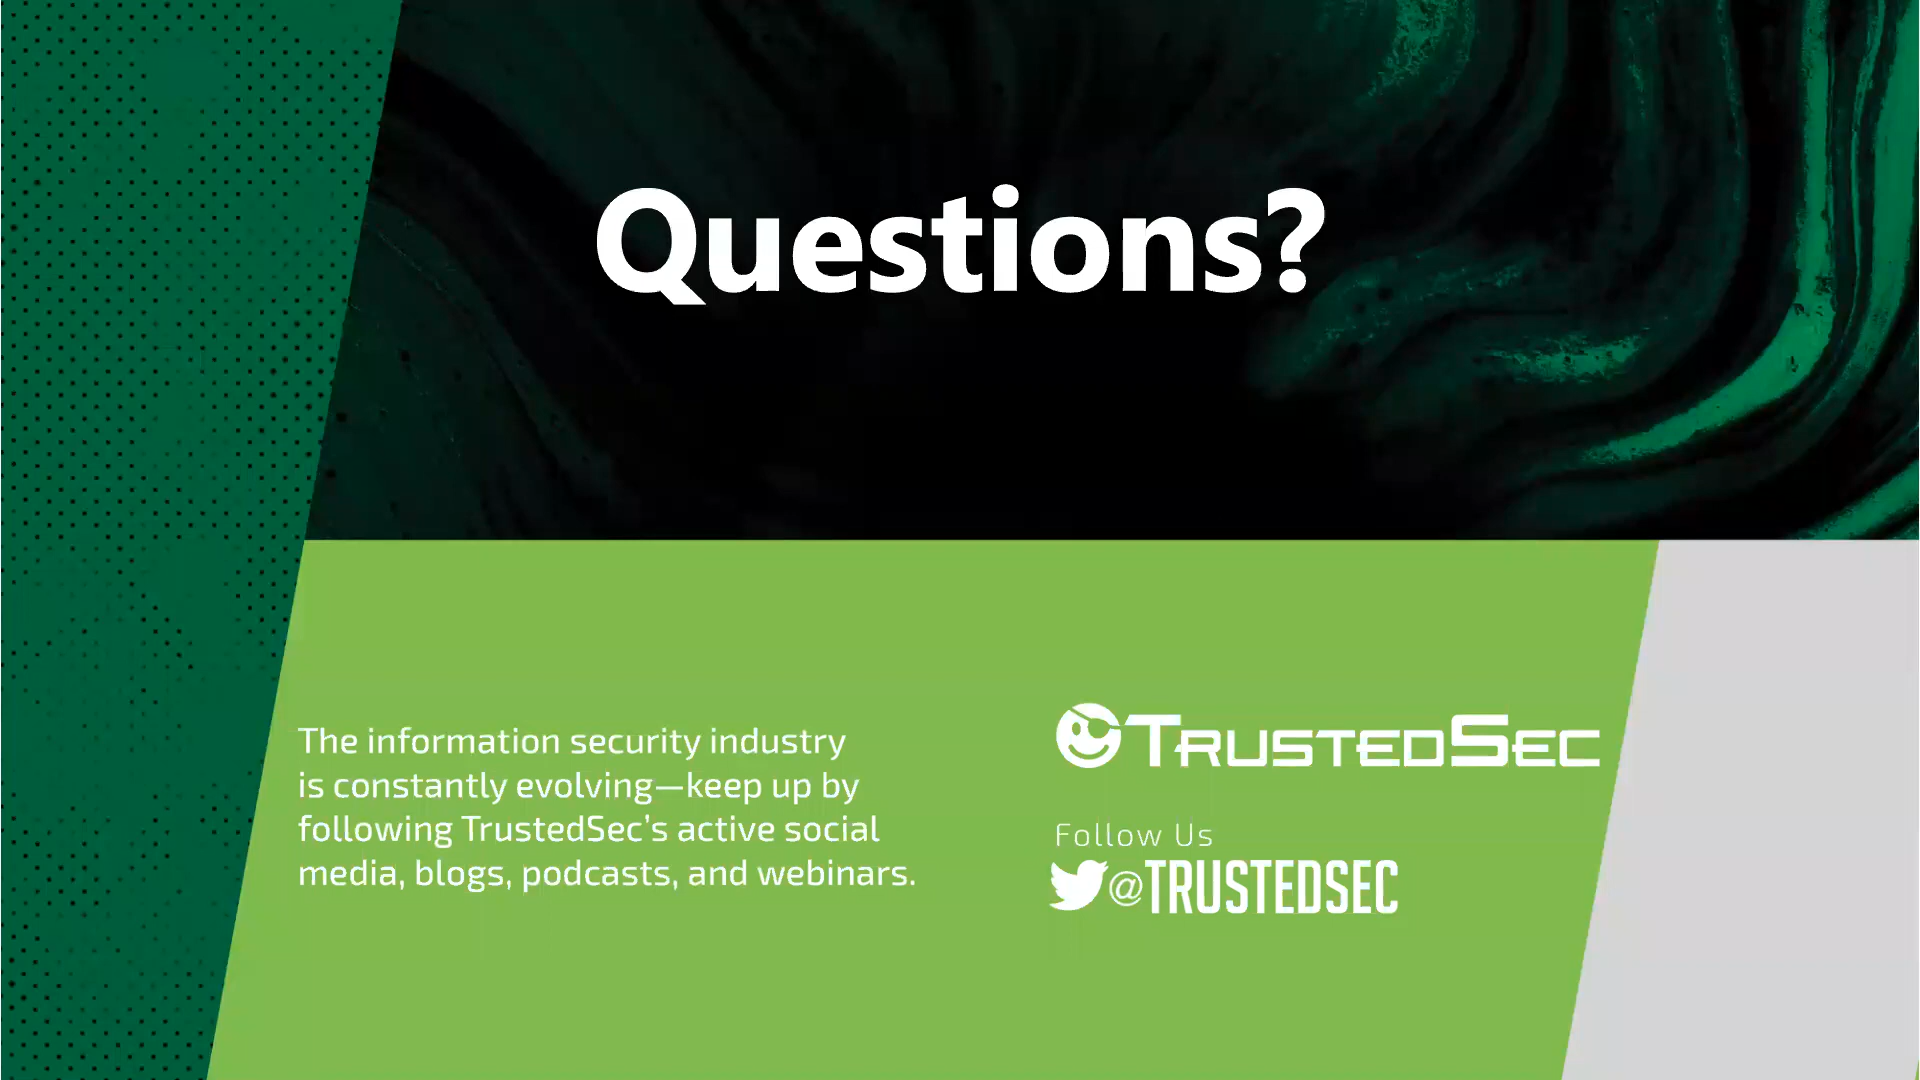 Questions?
The information security industry
is constantly evolving—keep up by
following TrustedSec’s active social
media, blogs, podcasts, and webinars.
TRUSTEDSEC
Follow Us
@TRUSTEDSEC